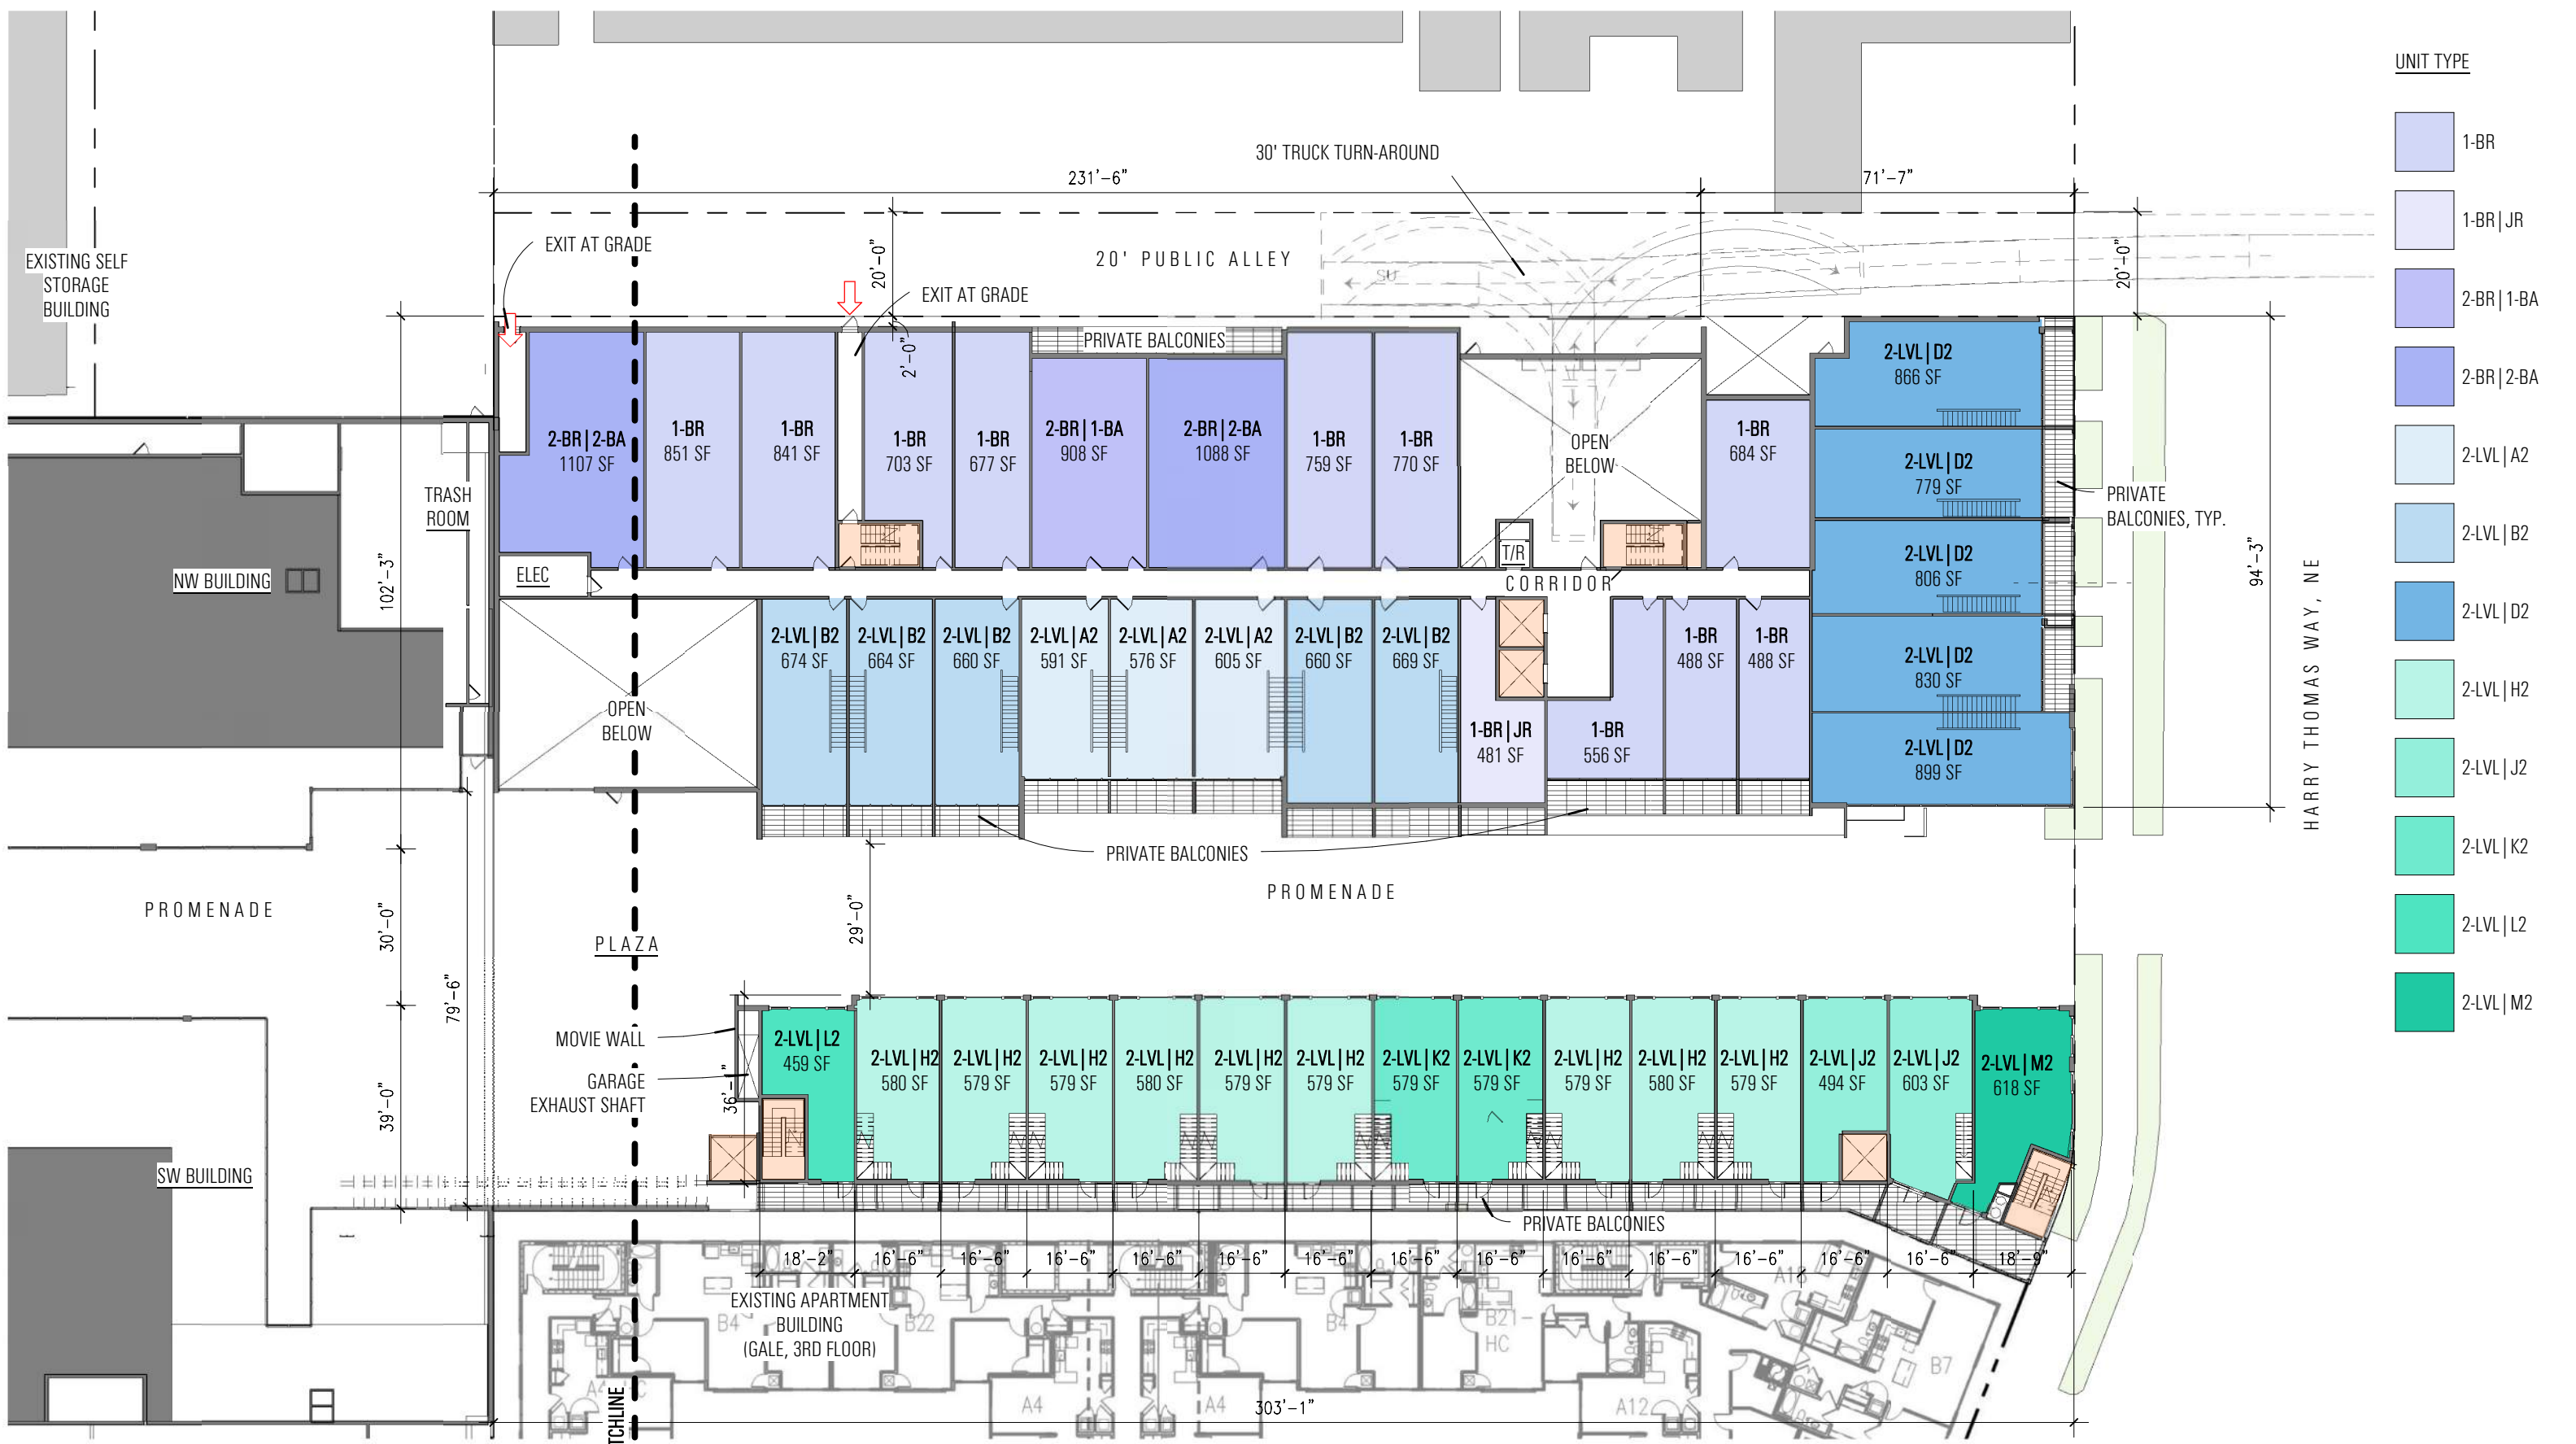 UNIT TYPE
1-BR
1-BR|JR
2-BR|1-BA
2-BR|2-BA
2-LVL|A2
2-LVL|B2
2-LVL|D2
2-LVL|H2
2-LVL|J2
2-LVL|K2
2-LVL|L2
2-LVL|M2
30' TRUCK TURN-AROUND
231'-6"
71'-7"
EXIT AT GRADE
20'-0"
20' PUBLIC ALLEY
SU
20'-0"
EXISTING SELF
STORAGE
BUILDING
EXIT AT GRADE
2'-0"
PRIVATE BALCONIES
2-BR|2-BA
1107 SF
1-BR
851 SF
1-BR
841 SF
1-BR
703 SF
1-BR
677 SF
2-BR|1-BA
908 SF
2-BR|2-BA
1088 SF
1-BR
759 SF
1-BR
770 SF
OPEN
BELOW
1-BR
684 SF
2-LVL|D2
866 SF
2-LVL|D2
779 SF
2-LVL|D2
806 SF
2-LVL|D2
830 SF
2-LVL|D2
899 SF
PRIVATE
BALCONIES, TYP.
TRASH
ROOM
NW BUILDING
102'-3"
ELEC
T/R
CORRIDOR
94'-3"
HARRY THOMAS WAY, NE
OPEN
BELOW
2-LVL|B2
674 SF
2-LVL|B2
664 SF
2-LVL|B2
660 SF
2-LVL|A2
591 SF
2-LVL|A2
576 SF
2-LVL|A2
605 SF
2-LVL|B2
660 SF
2-LVL|B2
669 SF
1-BR|JR
481 SF
1-BR
556 SF
1-BR
488 SF
1-BR
488 SF
PRIVATE BALCONIES
PROMENADE
PROMENADE
30'-0"
29'-0"
PLAZA
79'-6"
39'-0"
MOVIE WALL
GARAGE
EXHAUST SHAFT
2-LVL|L2
459 SF
2-LVL|H2
580 SF
2-LVL|H2
579 SF
2-LVL|H2
579 SF
2-LVL|H2
580 SF
2-LVL|H2
579 SF
2-LVL|H2
579 SF
2-LVL|K2
579 SF
2-LVL|K2
579 SF
2-LVL|H2
579 SF
2-LVL|H2
580 SF
2-LVL|H2
579 SF
2-LVL|J2
494 SF
2-LVL|J2
603 SF
2-LVL|M2
618 SF
SW BUILDING
PRIVATE BALCONIES
18'-2"
16'-6"
16'-6"
16'-6"
16'-6"
16'-6"
16'-6"
16'-6"
16'-6"
16'-6"
16'-6"
16'-6"
16'-6"
16'-6"
18'-9"
EXISTING APARTMENT
BUILDING
(GALE, 3RD FLOOR)
B4
B22
B4
B21-
HC
A18
B7
A4
A4
A12
TCHLINE
303'-1"